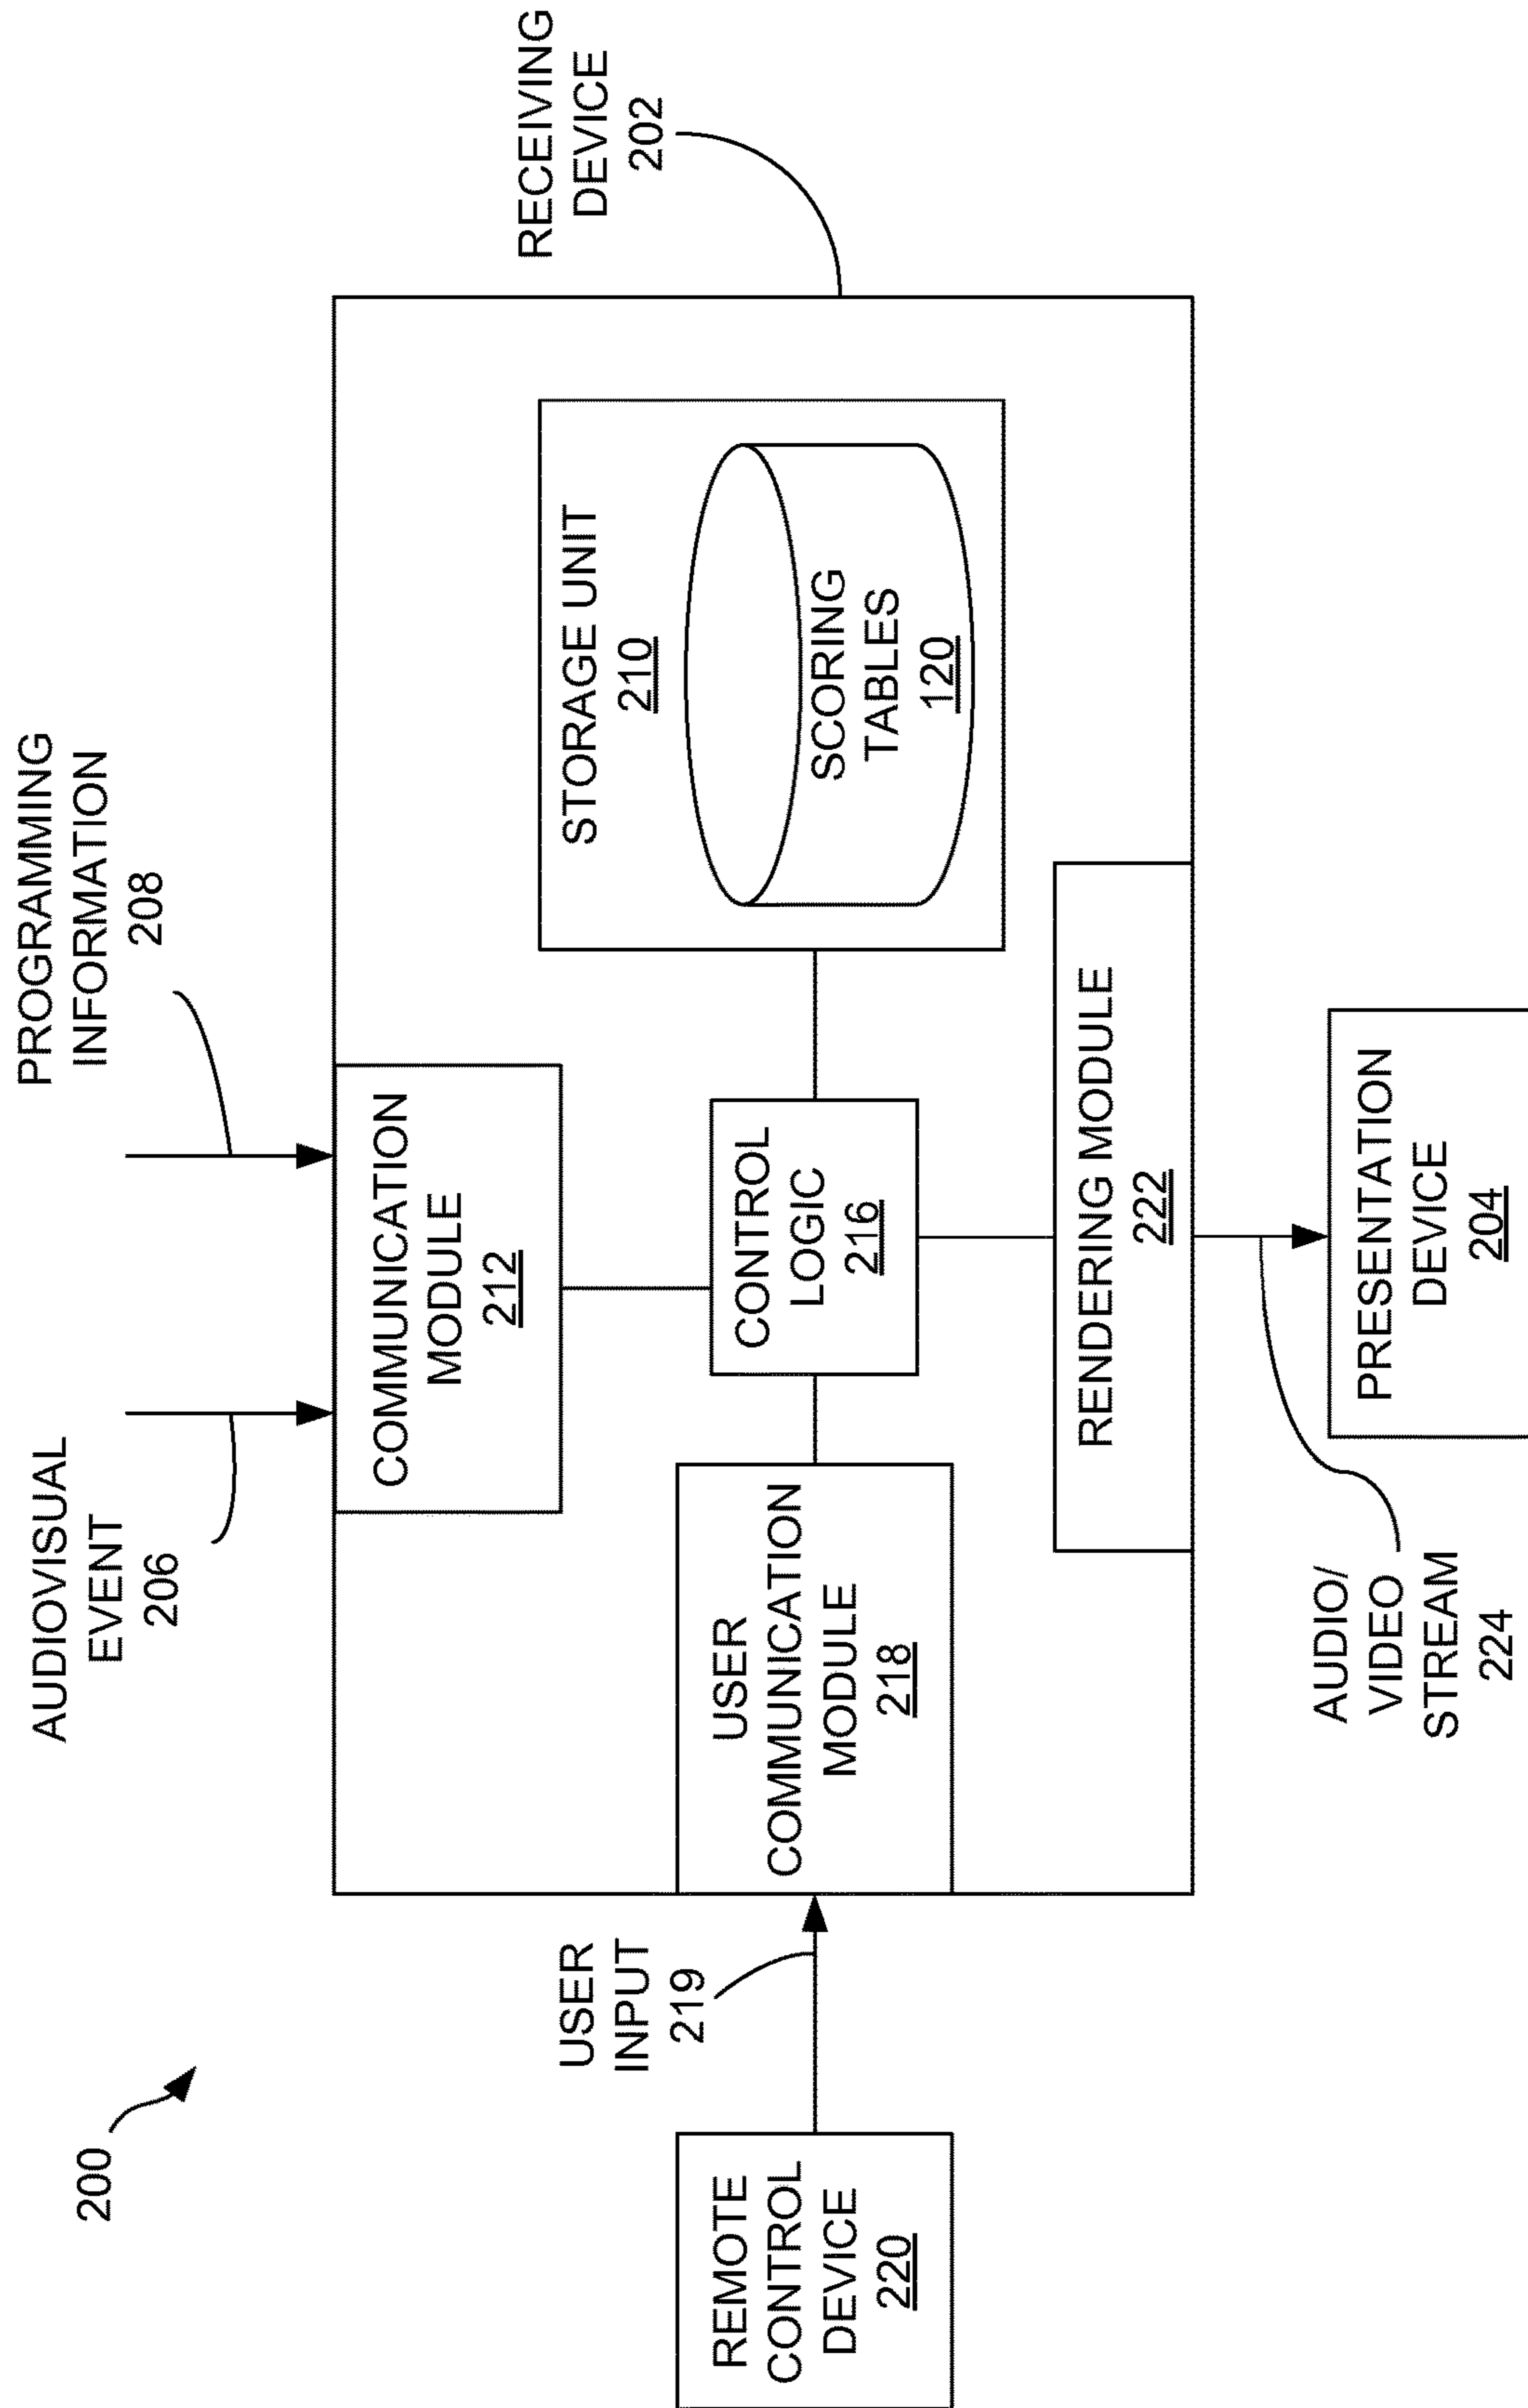 200
AUDIOVISUAL
EVENT
206
PROGRAMMING
INFORMATION
208
RECEIVING
DEVICE
202
COMMUNICATION
MODULE
212
STORAGE UNIT
210
SCORING
TABLES
120
CONTROL
LOGIC
216
USER
COMMUNICATION
MODULE
218
USER
INPUT
219
REMOTE
CONTROL
DEVICE
220
RENDERING MODULE
222
AUDIO/
VIDEO
STREAM
224
PRESENTATION
DEVICE
204